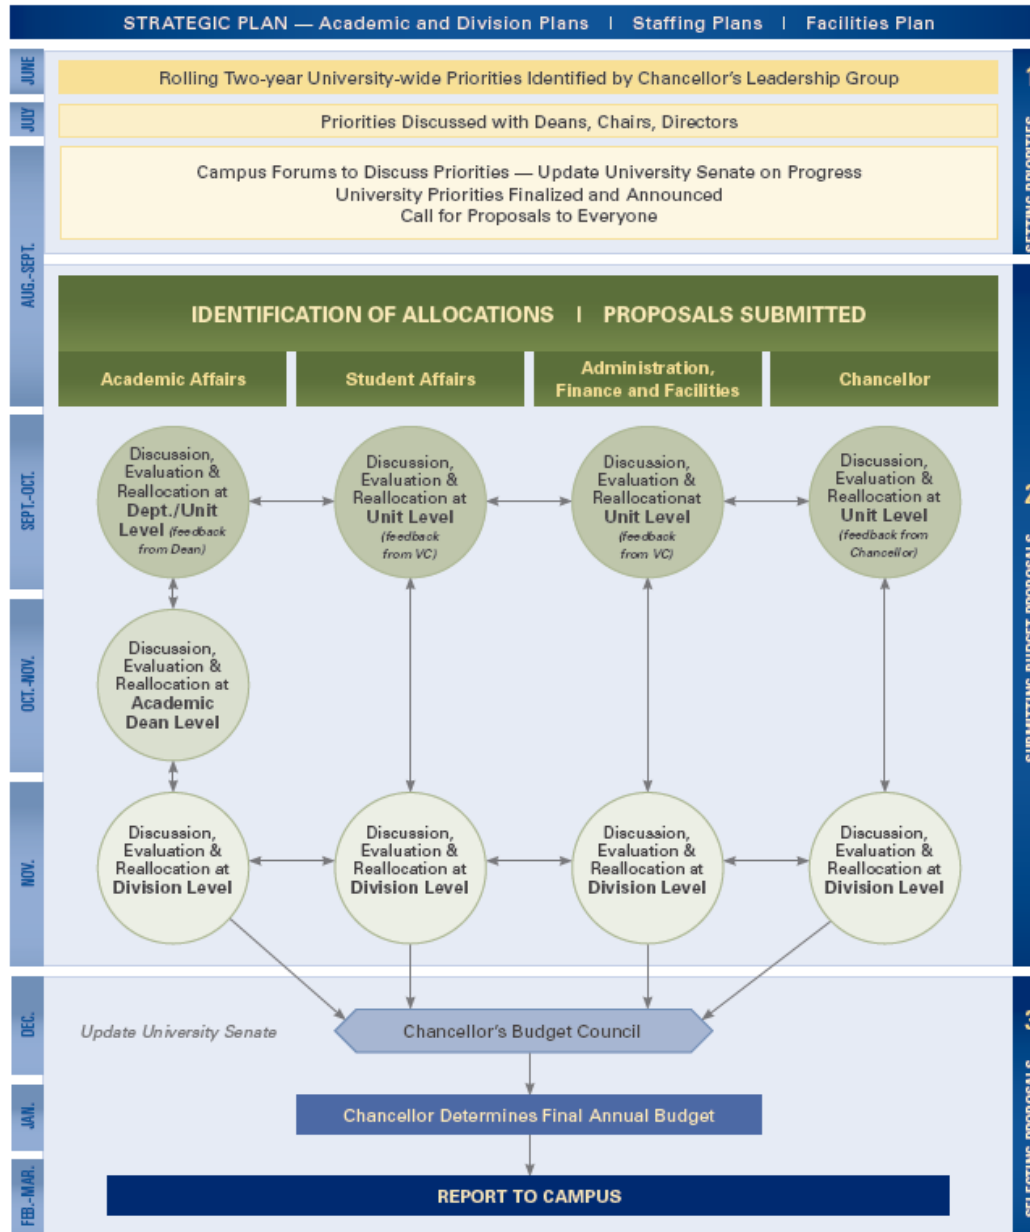 STRATEGIC PLAN — Academic and Division Plans | Staffing Plans | Facilities Plan
JUNE
Rolling Two-year University-wide Priorities Identified by Chancellor's Leadership Group
JULY
Priorities Discussed with Deans, Chairs, Directors
AUG.-SEPT.
Campus Forums to Discuss Priorities — Update University Senate on Progress
University Priorities Finalized and Announced
Call for Proposals to Everyone
IDENTIFICATION OF ALLOCATIONS | PROPOSALS SUBMITTED
Academic Affairs
Student Affairs
Administration,
Finance and Facilities
Chancellor
SEPT.-OCT.
Discussion,
Evaluation &
Reallocation at
Dept./Unit
Level (feedback
from Dean)
Discussion,
Evaluation &
Reallocation at
Unit Level
(feedback
from VC)
Discussion,
Evaluation &
Reallocationat
Unit Level
(feedback
from VC)
Discussion,
Evaluation &
Reallocation at
Unit Level
(feedback from
Chancellor)
OCT.-NOV.
Discussion,
Evaluation &
Reallocation at
Academic
Dean Level
NOV.
Discussion,
Evaluation &
Reallocation at
Division Level
Discussion,
Evaluation &
Reallocation at
Division Level
Discussion,
Evaluation &
Reallocation at
Division Level
Discussion,
Evaluation &
Reallocation at
Division Level
DEC.
Update University Senate
Chancellor's Budget Council
JAN.
Chancellor Determines Final Annual Budget
FEB.-MAR.
REPORT TO CAMPUS